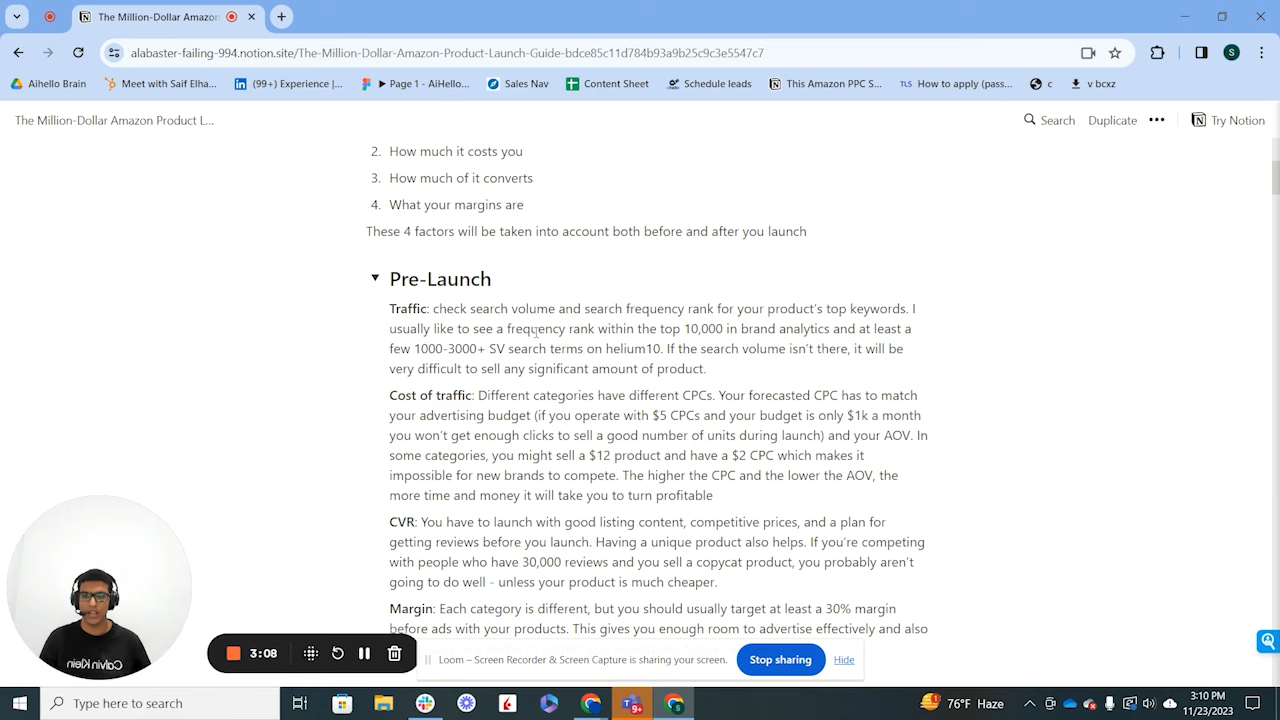 The Million-Dollar Amazon
alabaster-failing-994.notion.site/The-Million-Dollar-Amazon-Product-Launch-Guide-bdce85c11d784b93a9b25c9c3e5547c7
S
Aihello Brain
Meet with Saif Elha...
(99+) Experience |...
▶ Page 1 - AiHello...
Sales Nav
Content Sheet
Schedule leads
This Amazon PPC S...
TLS How to apply (pass...
c
v bcxz
The Million-Dollar Amazon Product L...
Search
Duplicate
•••
Try Notion
2. How much it costs you
3. How much of it converts
4. What your margins are
These 4 factors will be taken into account both before and after you launch
Pre-Launch
Traffic: check search volume and search frequency rank for your product's top keywords. I
usually like to see a frequency rank within the top 10,000 in brand analytics and at least a
few 1000-3000+ SV search terms on helium10. If the search volume isn't there, it will be
very difficult to sell any significant amount of product.
Cost of traffic: Different categories have different CPCs. Your forecasted CPC has to match
your advertising budget (if you operate with $5 CPCs and your budget is only $1k a month
you won't get enough clicks to sell a good number of units during launch) and your AOV. In
some categories, you might sell a $12 product and have a $2 CPC which makes it
impossible for new brands to compete. The higher the CPC and the lower the AOV, the
more time and money it will take you to turn profitable
CVR: You have to launch with good listing content, competitive prices, and a plan for
getting reviews before you launch. Having a unique product also helps. If you're competing
with people who have 30,000 reviews and you sell a copycat product, you probably aren't
going to do well - unless your product is much cheaper.
Margin: Each category is different, but you should usually target at least a 30% margin
before ads with your products. This gives you enough room to advertise effectively and also
Calvin Klein
3:08
Loom – Screen Recorder & Screen Capture is sharing your screen.
Stop sharing
Hide
Type here to search
9+
S
1
76°F Haze
3:10 PM
11/23/2023